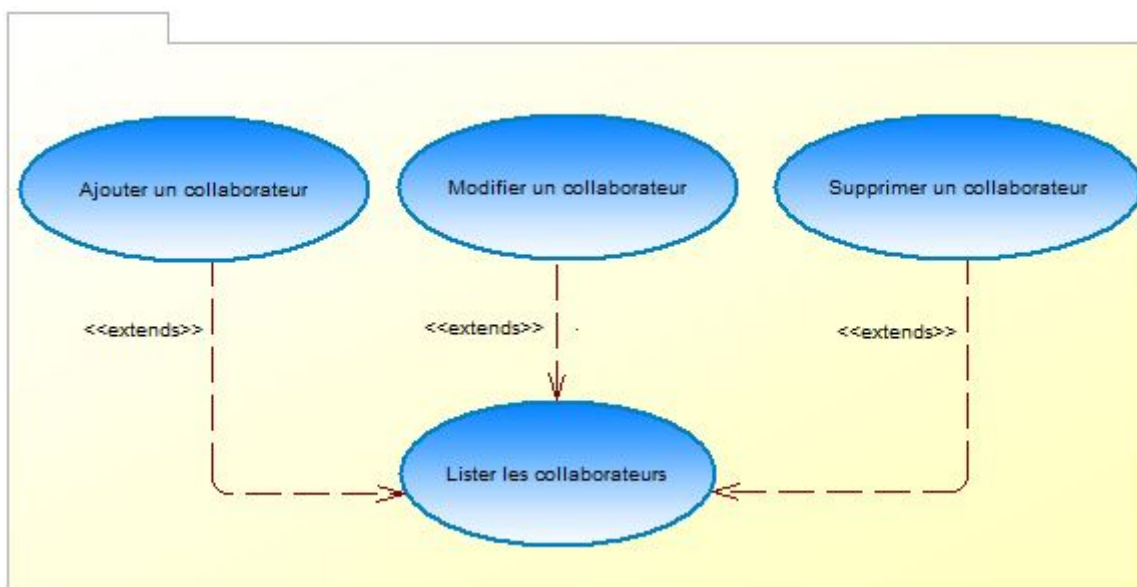 Ajouter un collaborateur
Modifier un collaborateur
Supprimer un collaborateur
<<extends>>
<<extends>>
<<extends>>
Lister les collaborateurs